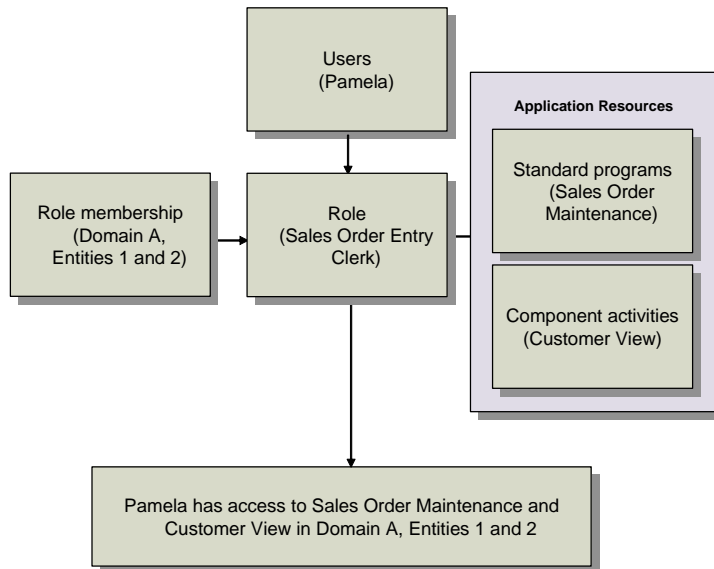 Users
(Pamela)
Application Resources
Standard programs
(Sales Order
Maintenance)
Role membership
(Domain A,
Entities 1 and 2)
Role
(Sales Order Entry
Clerk)
Component activities
(Customer View)
Pamela has access to Sales Order Maintenance and
Customer View in Domain A, Entities 1 and 2